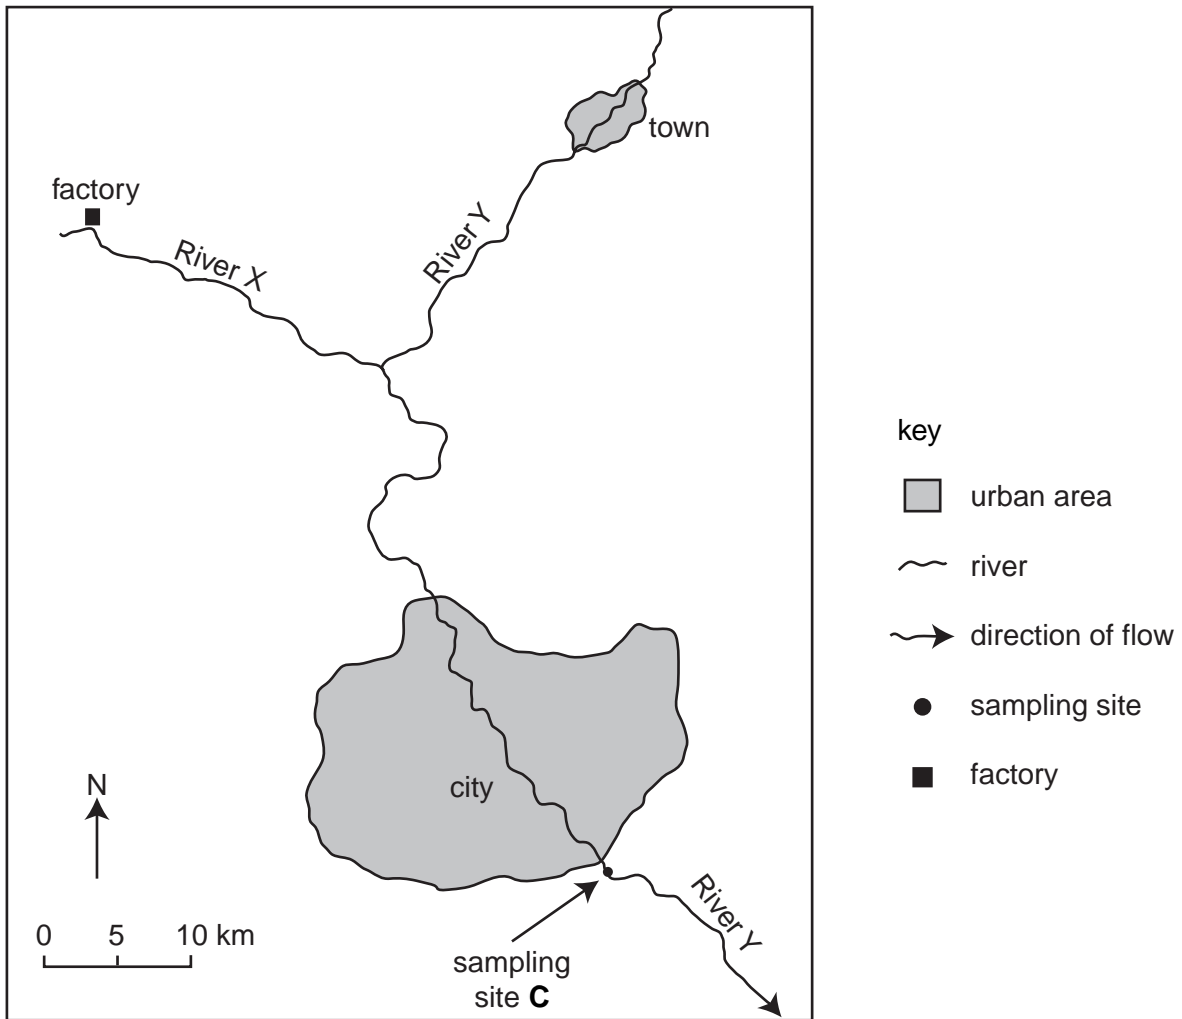 town
factory
River X
River Y
city
N
0 5 10 km
sampling
site C
River Y
key
urban area
river
direction of flow
sampling site
factory